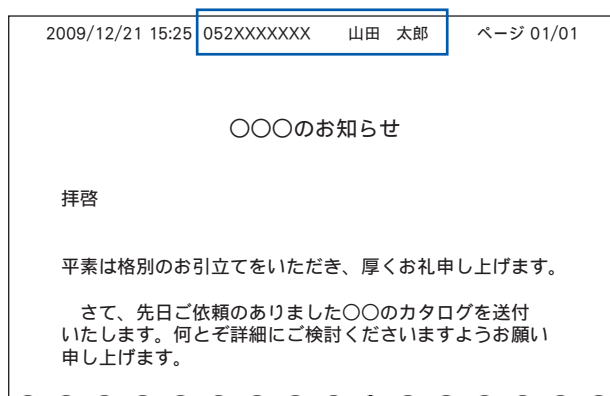 2009/12/21 15:25 052XXXXXXX 山田 太郎 ページ 01/01
○○○のお知らせ
拝啓
平素は格別のお引立てをいただき、厚くお礼申し上げます。
さて、先日ご依頼のありました○○のカタログを送付
いたします。何とぞ詳細にご検討くださいますようお願い
申し上げます。